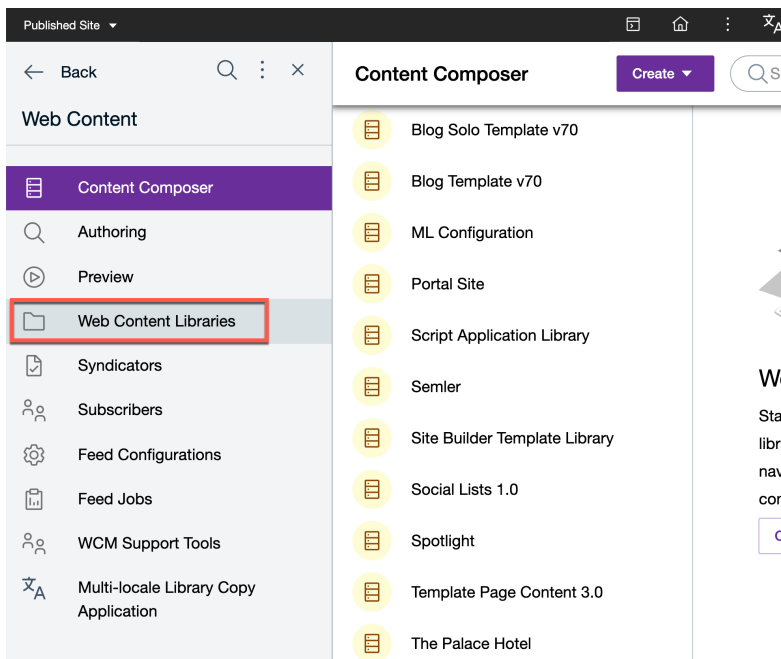 Published Site
Back
Web Content
Content Composer
Authoring
Preview
Web Content Libraries
Syndicators
Subscribers
Feed Configurations
Feed Jobs
WCM Support Tools
Multi-locale Library Copy
Application
Content Composer
Create
Blog Solo Template v70
Blog Template v70
ML Configuration
Portal Site
Script Application Library
Semler
Site Builder Template Library
Social Lists 1.0
Spotlight
Template Page Content 3.0
The Palace Hotel